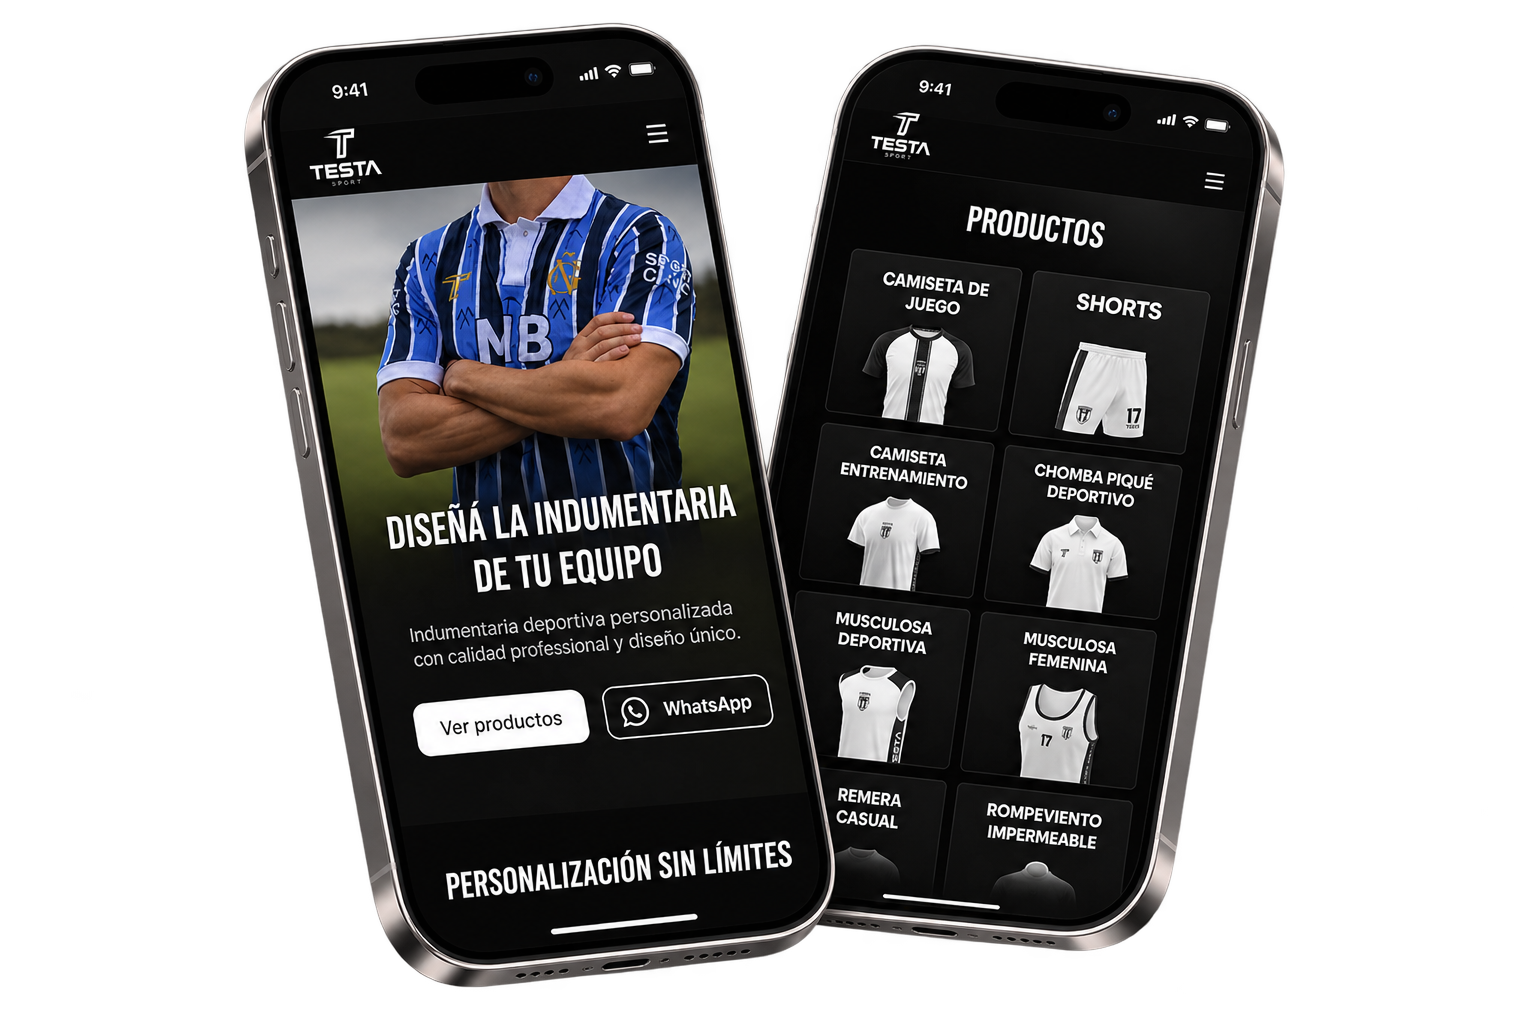 9:41
TESTA
SPORT
NB
DISEÑÁ LA INDUMENTARIA
DE TU EQUIPO
Indumentaria deportiva personalizada
con calidad professional y diseño único.
Ver productos
WhatsApp
PERSONALIZACIÓN SIN LÍMITES
9:41
TESTA
SPORT
PRODUCTOS
CAMISETA DE
JUEGO
SHORTS
17
CAMISETA
ENTRENAMIENTO
CHOMBA PIQUÉ
DEPORTIVO
MUSCULOSA
DEPORTIVA
MUSCULOSA
FEMENINA
17
REMERA
CASUAL
ROMPEVIENTO
IMPERMEABLE